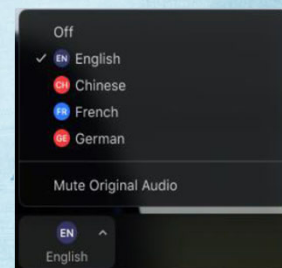 Off
EN English
CH Chinese
FR French
GE German
Mute Original Audio
EN
English